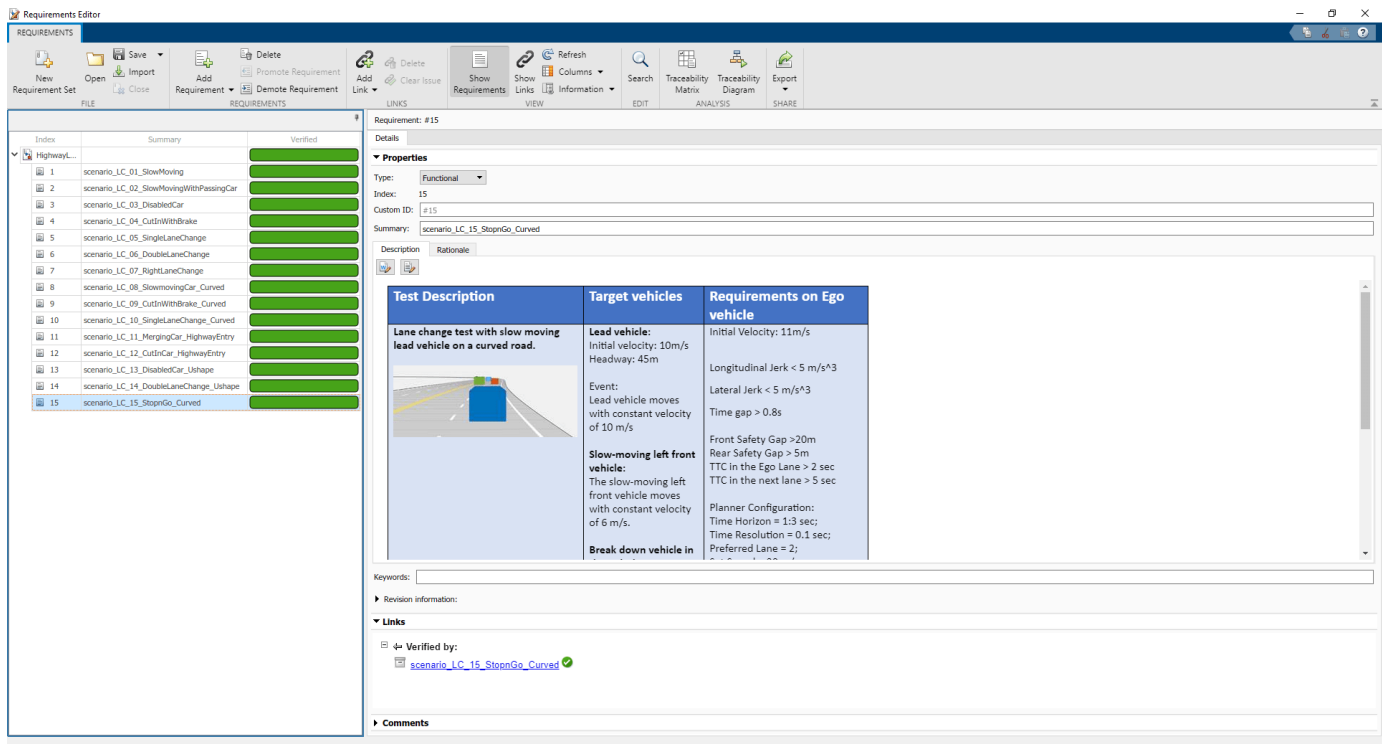 Requirements Editor
REQUIREMENTS
New
Requirement Set
Open
Save
Import
Close
FILE
Add
Requirement
Delete
Promote Requirement
Demote Requirement
REQUIREMENTS
Add
Link
Delete
Clear Issue
LINKS
Show
Requirements
Show
Links
Refresh
Columns
Information
VIEW
Search
EDIT
Traceability
Matrix
Traceability
Diagram
ANALYSIS
Export
SHARE
Index Summary Verified
HighwayL...
1 scenario_LC_01_SlowMoving
2 scenario_LC_02_SlowMovingWithPassingCar
3 scenario_LC_03_DisabledCar
4 scenario_LC_04_CutInWithBrake
5 scenario_LC_05_SingleLaneChange
6 scenario_LC_06_DoubleLaneChange
7 scenario_LC_07_RightLaneChange
8 scenario_LC_08_SlowmovingCar_Curved
9 scenario_LC_09_CutInWithBrake_Curved
10 scenario_LC_10_SingleLaneChange_Curved
11 scenario_LC_11_MergingCar_HighwayEntry
12 scenario_LC_12_CutInCar_HighwayEntry
13 scenario_LC_13_DisabledCar_Ushape
14 scenario_LC_14_DoubleLaneChange_Ushape
15 scenario_LC_15_StopnGo_Curved
Requirement: #15
Details
Properties
Type: Functional
Index: 15
Custom ID: #15
Summary: scenario_LC_15_StopnGo_Curved
Description Rationale
Test Description
Lane change test with slow moving
lead vehicle on a curved road.
Target vehicles
Lead vehicle:
Initial velocity: 10m/s
Headway: 45m
Event:
Lead vehicle moves
with constant velocity
of 10 m/s
Slow-moving left front
vehicle:
The slow-moving left
front vehicle moves
with constant velocity
of 6 m/s.
Break down vehicle in
Requirements on Ego
vehicle
Initial Velocity: 11m/s
Longitudinal Jerk < 5 m/s^3
Lateral Jerk < 5 m/s^3
Time gap > 0.8s
Front Safety Gap >20m
Rear Safety Gap > 5m
TTC in the Ego Lane > 2 sec
TTC in the next lane > 5 sec
Planner Configuration:
Time Horizon = 1:3 sec;
Time Resolution = 0.1 sec;
Preferred Lane = 2;
Keywords:
Revision information:
Links
Verified by:
scenario_LC_15_StopnGo_Curved
Comments